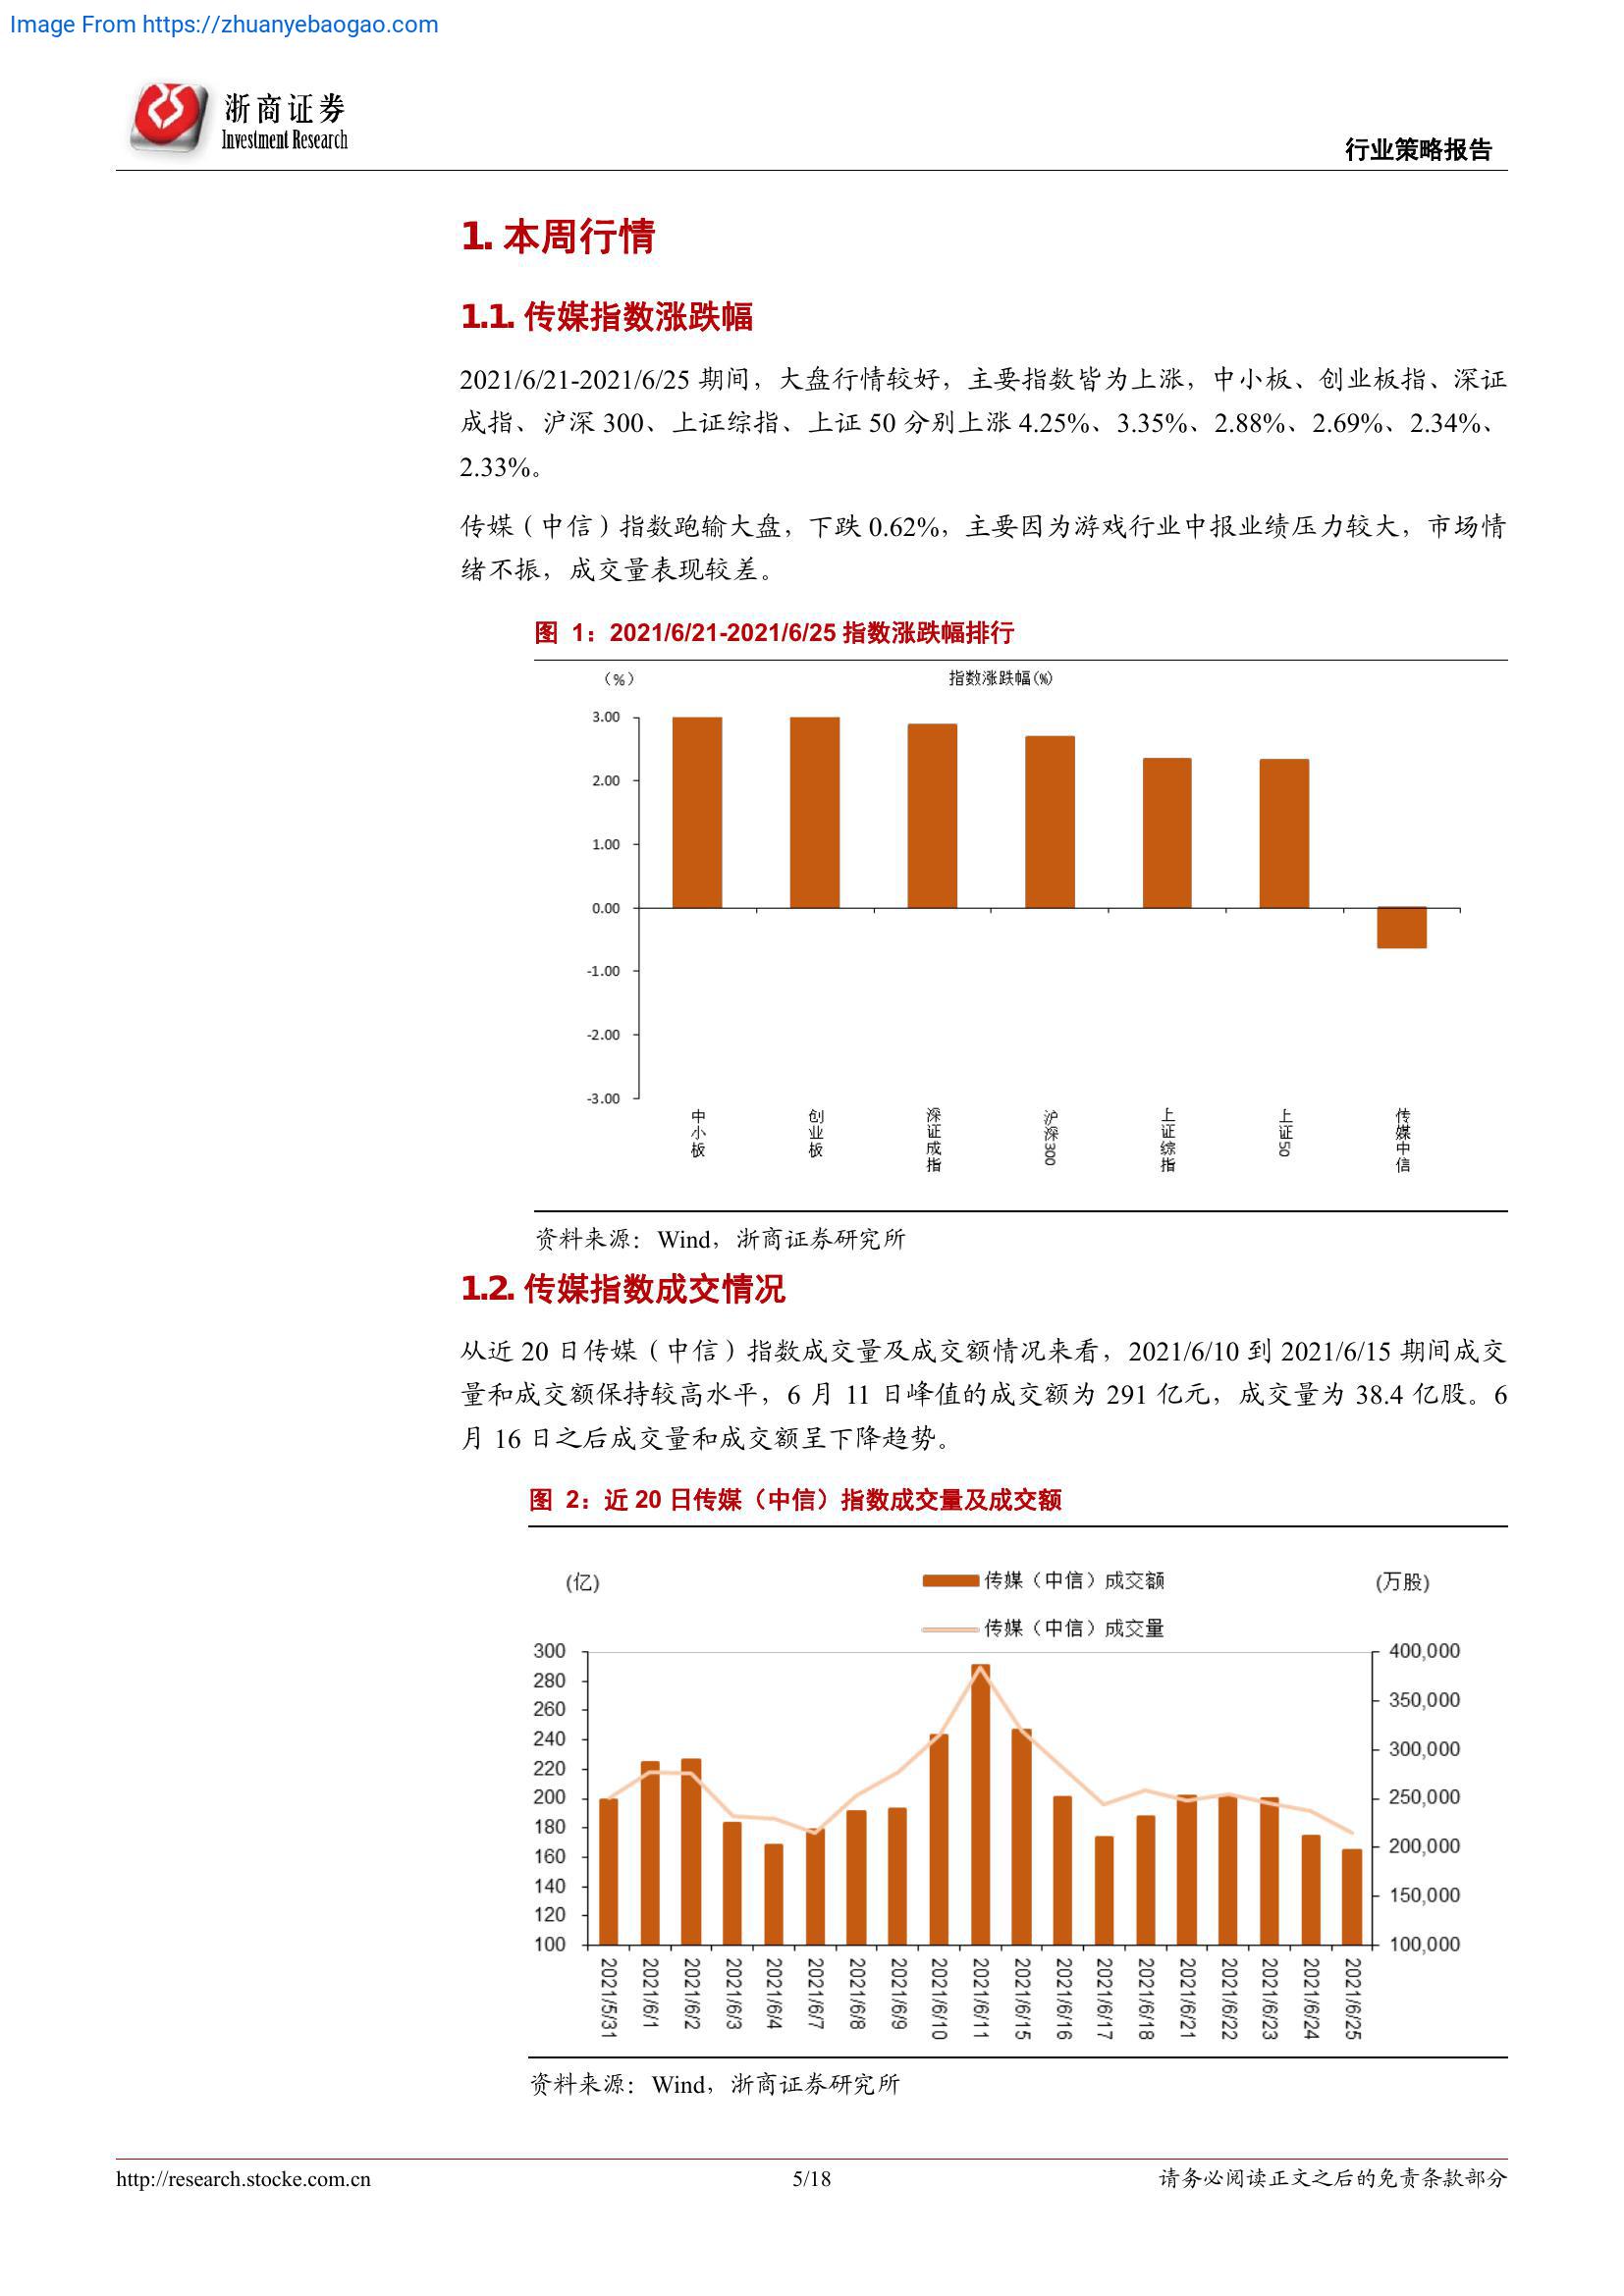 Image From https://zhuanyebaogao.com
浙商证券
Investment Research
行业策略报告
1. 本周行情
1.1. 传媒指数涨跌幅
2021/6/21-2021/6/25 期间，大盘行情较好，主要指数皆为上涨，中小板、创业板指、深证
成指、沪深 300、上证综指、上证 50 分别上涨 4.25%、3.35%、2.88%、2.69%、2.34%、
2.33%。
传媒（中信）指数跑输大盘，下跌 0.62%，主要因为游戏行业中报业绩压力较大，市场情
绪不振，成交量表现较差。
图 1：2021/6/21-2021/6/25 指数涨跌幅排行
（%）
指数涨跌幅(%)
3.00
2.00
1.00
0.00
-1.00
-2.00
-3.00
中小板
创业板
深证成指
沪深300
上证综指
上证50
传媒中信
资料来源：Wind，浙商证券研究所
1.2. 传媒指数成交情况
从近 20 日传媒（中信）指数成交量及成交额情况来看，2021/6/10 到 2021/6/15 期间成交
量和成交额保持较高水平，6 月 11 日峰值的成交额为 291 亿元，成交量为 38.4 亿股。6
月 16 日之后成交量和成交额呈下降趋势。
图 2：近 20 日传媒（中信）指数成交量及成交额
(亿)
传媒（中信）成交额
(万股)
传媒（中信）成交量
300
280
260
240
220
200
180
160
140
120
100
400,000
350,000
300,000
250,000
200,000
150,000
100,000
2021/5/31
2021/6/1
2021/6/2
2021/6/3
2021/6/4
2021/6/7
2021/6/8
2021/6/9
2021/6/10
2021/6/11
2021/6/15
2021/6/16
2021/6/17
2021/6/18
2021/6/21
2021/6/22
2021/6/23
2021/6/24
2021/6/25
资料来源：Wind，浙商证券研究所
http://research.stocke.com.cn
5/18
请务必阅读正文之后的免责条款部分